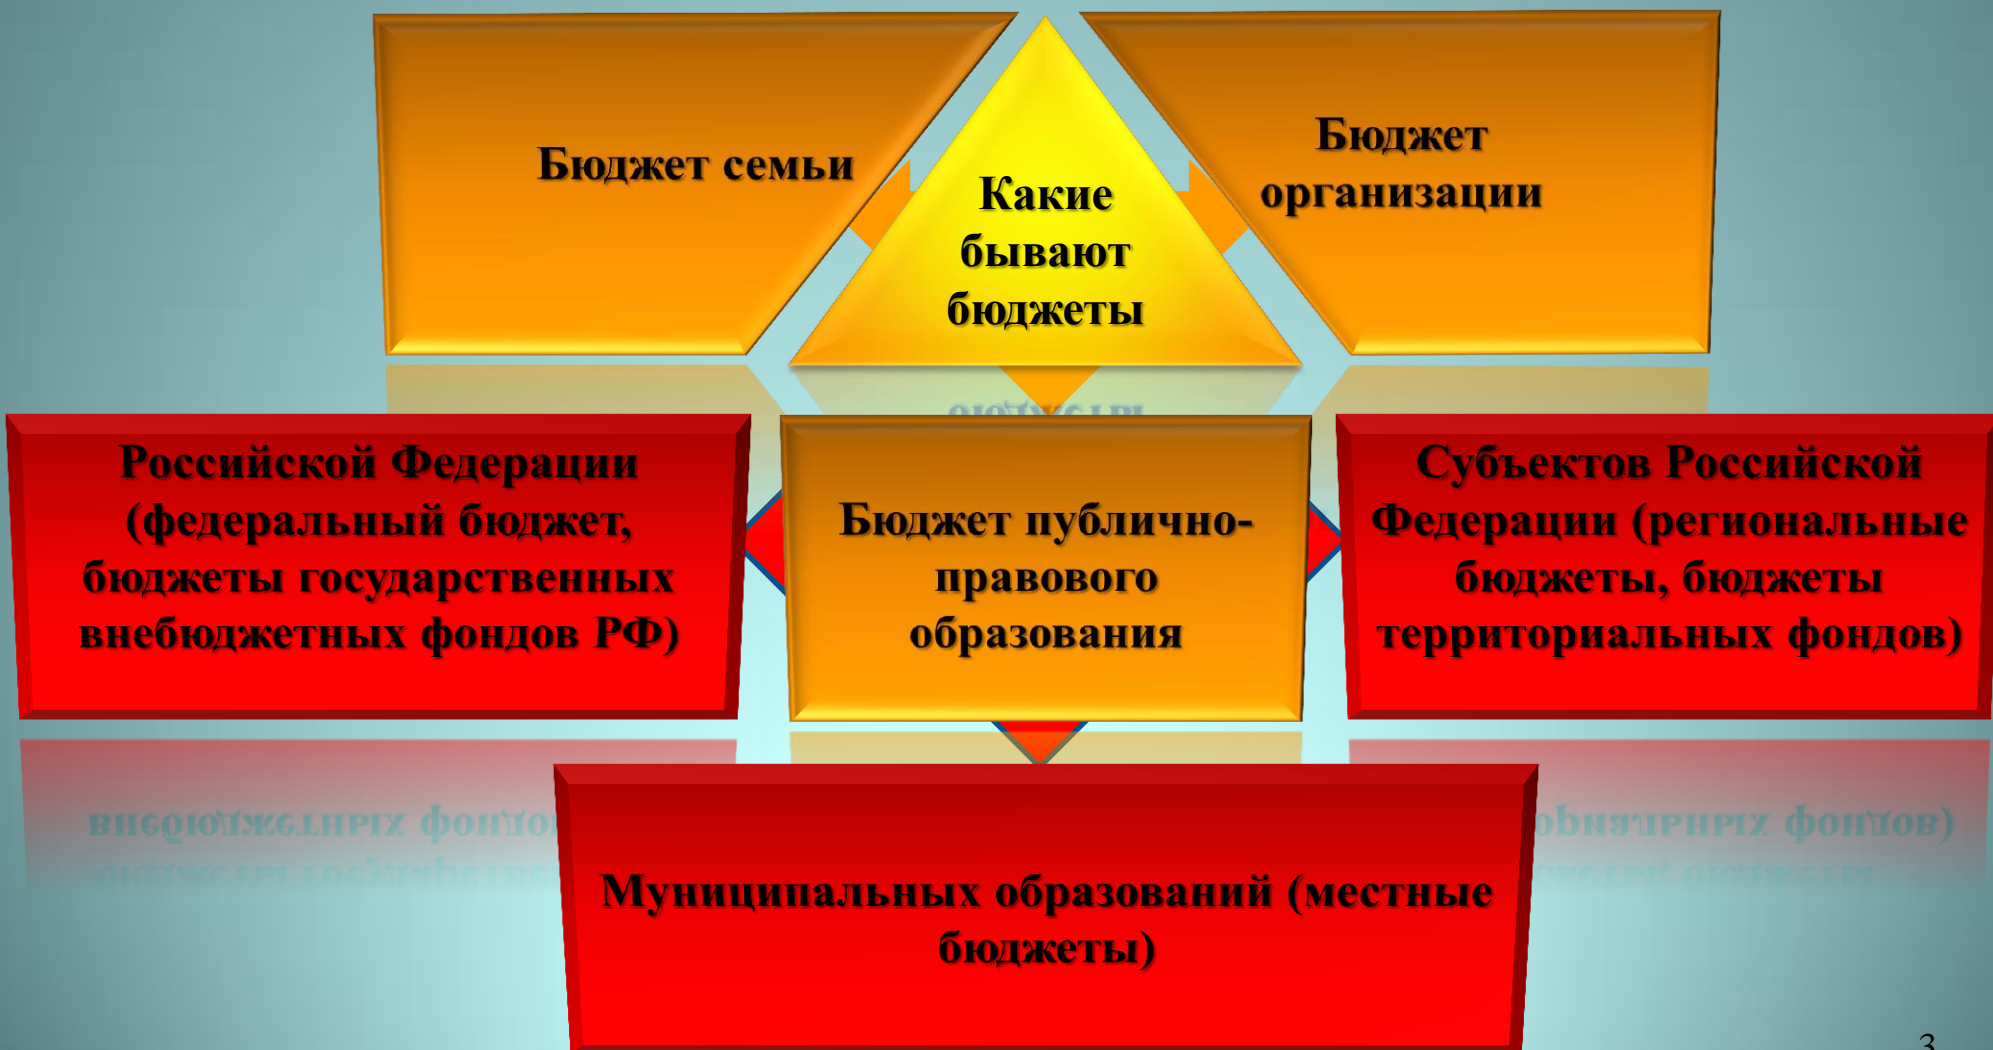 Бюджет семьи
Какие
бывают
бюджеты
Бюджет
организации
Российской Федерации
(федеральный бюджет,
бюджеты государственных
внебюджетных фондов РФ)
Бюджет публично-
правового
образования
Субъектов Российской
Федерации (региональные
бюджеты, бюджеты
территориальных фондов)
Муниципальных образований (местные
бюджеты)
3